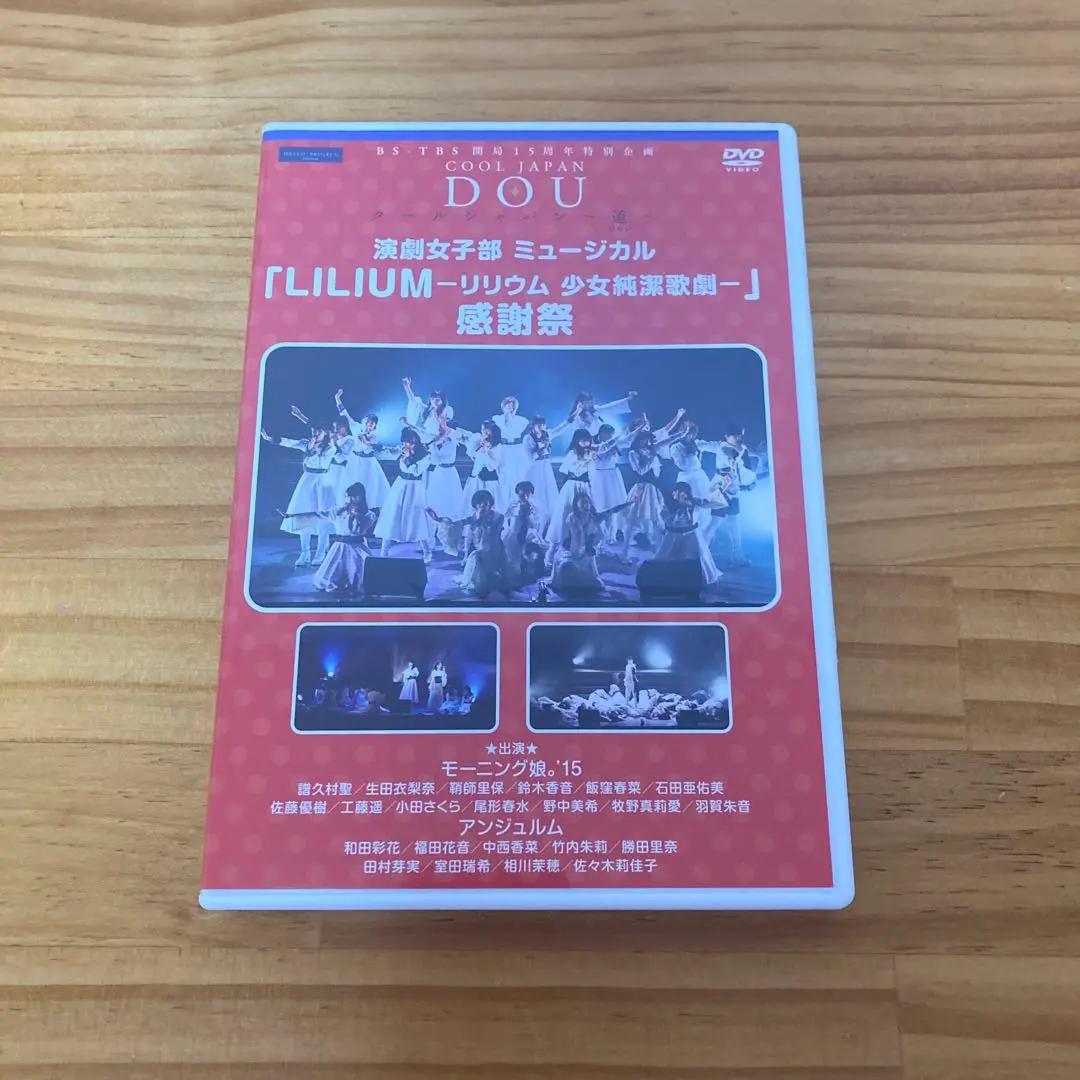 HELLO! PROJECT
BS-TBS 開局15周年特別企画
COOL JAPAN
DOU
クールジャパン～道～
DVD
VIDEO
演劇女子部 ミュージカル
「LILIUM－リリウム 少女純潔歌劇－」
感謝祭
★出演★
モーニング娘。'15
譜久村聖／生田衣梨奈／鞘師里保／鈴木香音／飯窪春菜／石田亜佑美
佐藤優樹／工藤遥／小田さくら／尾形春水／野中美希／牧野真莉愛／羽賀朱音
アンジュルム
和田彩花／福田花音／中西香菜／竹内朱莉／勝田里奈
田村芽実／室田瑞希／相川茉穂／佐々木莉佳子